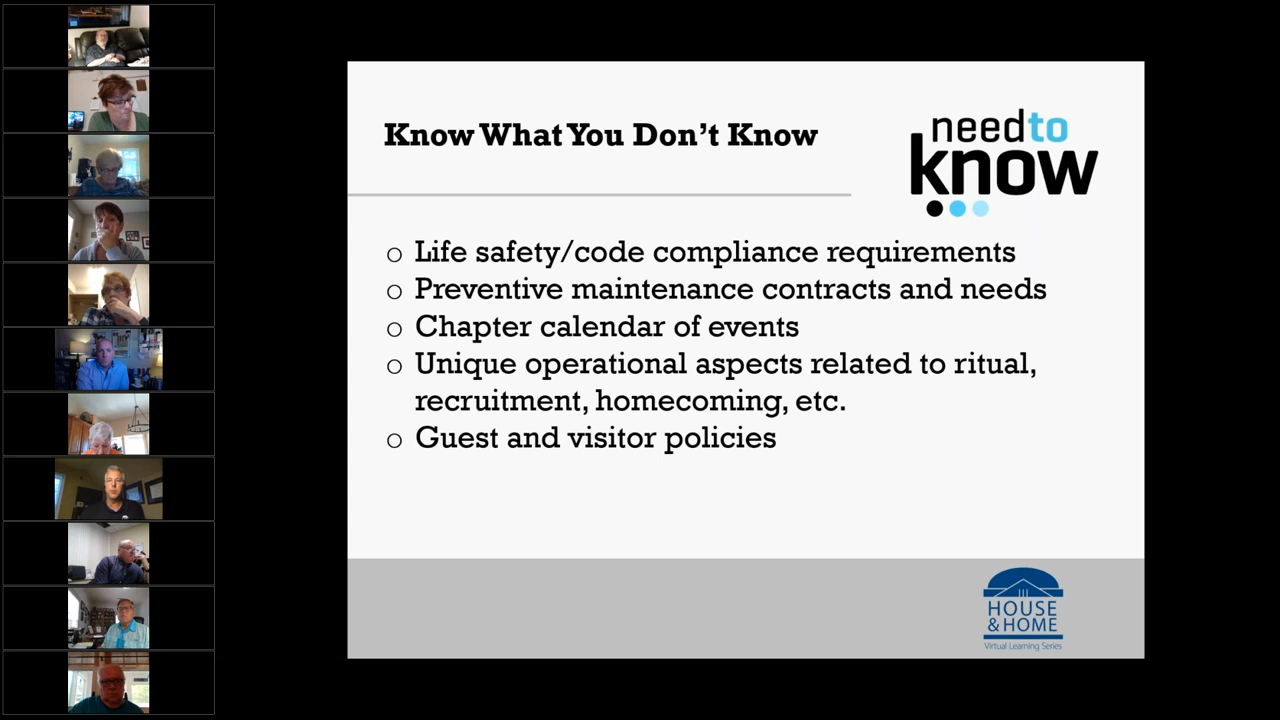 Know What You Don't Know
needto
know
o Life safety/code compliance requirements
o Preventive maintenance contracts and needs
o Chapter calendar of events
o Unique operational aspects related to ritual,
recruitment, homecoming, etc.
o Guest and visitor policies
HOUSE
& HOME
Virtual Learning Series